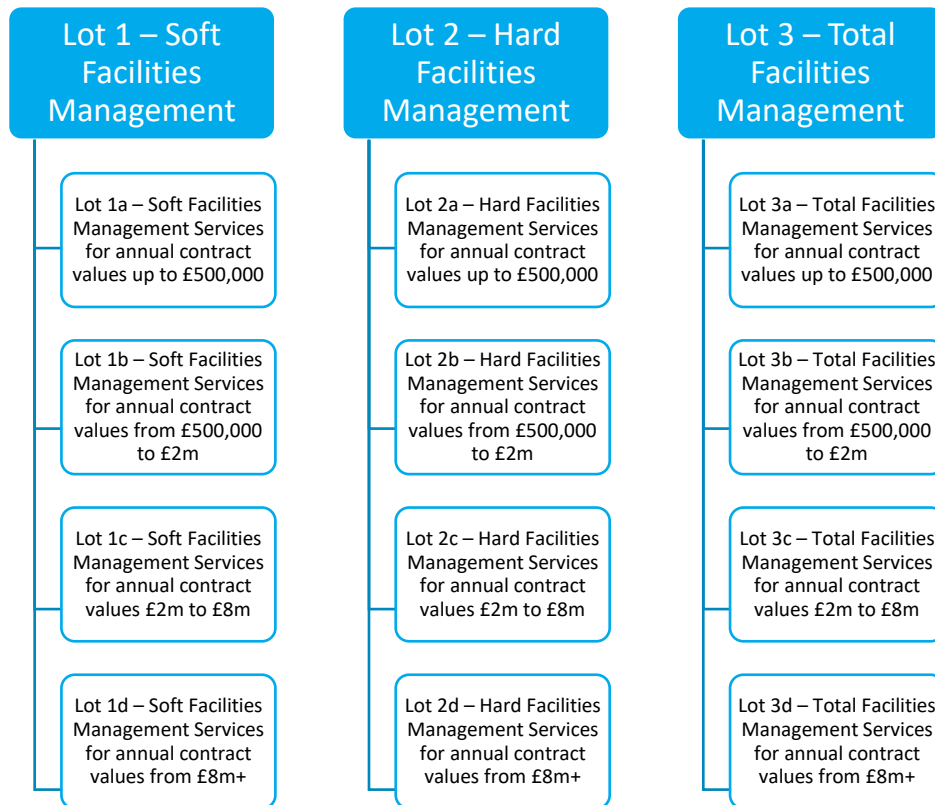 Lot 1 – Soft
Facilities
Management
Lot 1a – Soft Facilities
Management Services
for annual contract
values up to £500,000
Lot 1b – Soft Facilities
Management Services
for annual contract
values from £500,000
to £2m
Lot 1c – Soft Facilities
Management Services
for annual contract
values £2m to £8m
Lot 1d – Soft Facilities
Management Services
for annual contract
values from £8m+
Lot 2 – Hard
Facilities
Management
Lot 2a – Hard Facilities
Management Services
for annual contract
values up to £500,000
Lot 2b – Hard Facilities
Management Services
for annual contract
values from £500,000
to £2m
Lot 2c – Hard Facilities
Management Services
for annual contract
values £2m to £8m
Lot 2d – Hard Facilities
Management Services
for annual contract
values from £8m+
Lot 3 – Total
Facilities
Management
Lot 3a – Total Facilities
Management Services
for annual contract
values up to £500,000
Lot 3b – Total Facilities
Management Services
for annual contract
values from £500,000
to £2m
Lot 3c – Total Facilities
Management Services
for annual contract
values £2m to £8m
Lot 3d – Total Facilities
Management Services
for annual contract
values from £8m+